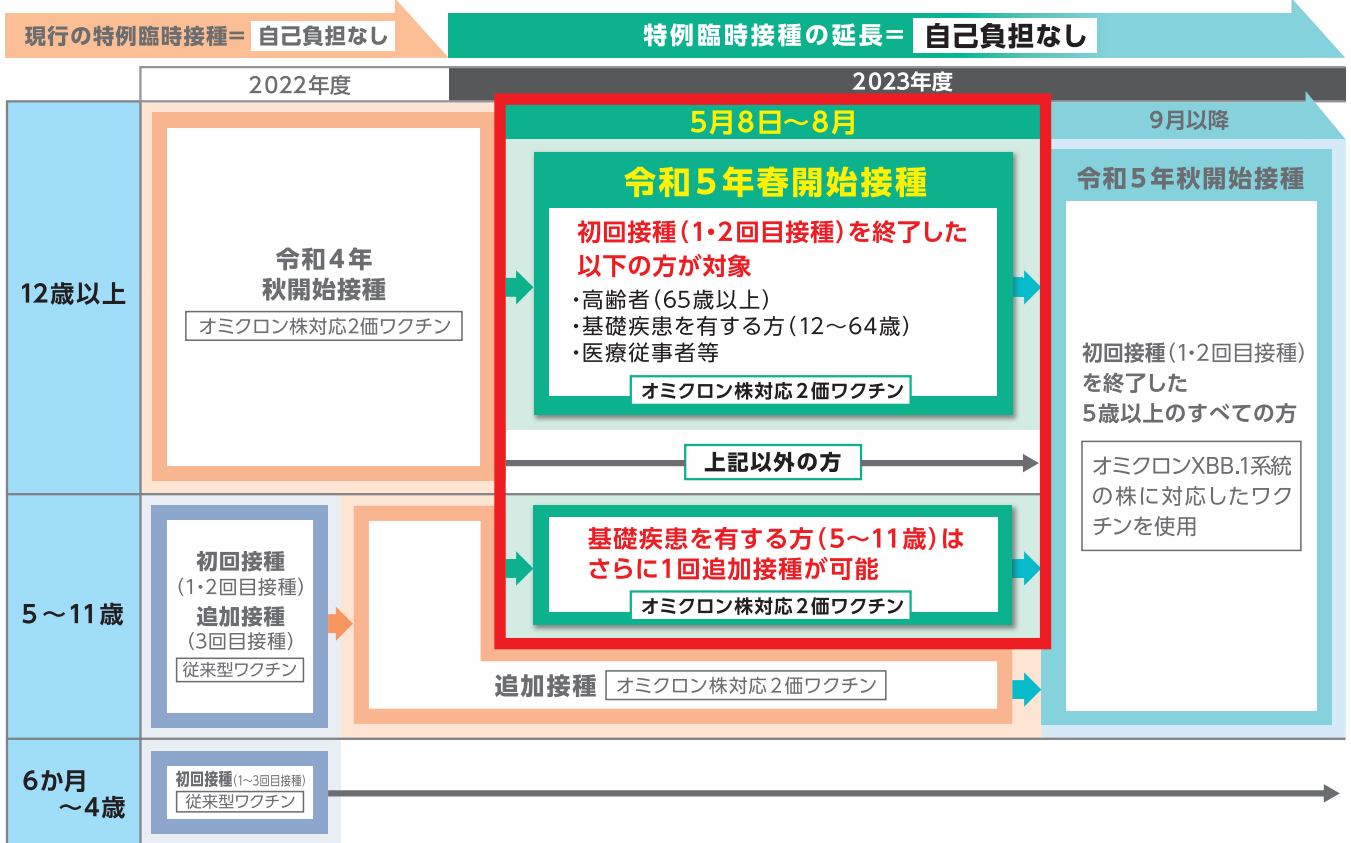 現行の特例臨時接種= 自己負担なし
特例臨時接種の延長= 自己負担なし
2022年度
2023年度
5月8日〜8月
9月以降
12歳以上
令和4年
秋開始接種
オミクロン株対応2価ワクチン
令和5年春開始接種
初回接種(1・2回目接種)を終了した
以下の方が対象
・高齢者(65歳以上)
・基礎疾患を有する方(12〜64歳)
・医療従事者等
オミクロン株対応2価ワクチン
上記以外の方
令和5年秋開始接種
初回接種(1・2回目接種)
を終了した
5歳以上のすべての方
オミクロンXBB.1系統
の株に対応したワク
チンを使用
5〜11歳
初回接種
(1・2回目接種)
追加接種
(3回目接種)
従来型ワクチン
基礎疾患を有する方(5〜11歳)は
さらに1回追加接種が可能
オミクロン株対応2価ワクチン
追加接種 オミクロン株対応2価ワクチン
6か月
〜4歳
初回接種(1〜3回目接種)
従来型ワクチン